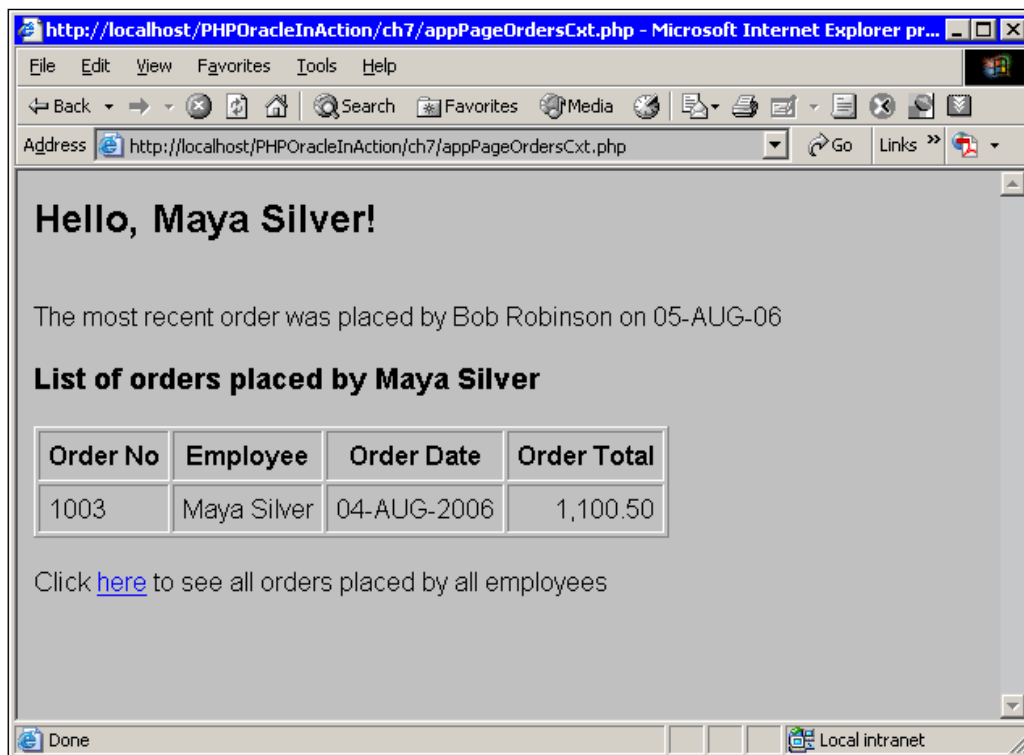 http://localhost/PHPOracleInAction/ch7/appPageOrdersCxt.php - Microsoft Internet Explorer pr...
File Edit View Favorites Tools Help
Back Search Favorites Media
Address http://localhost/PHPOracleInAction/ch7/appPageOrdersCxt.php Go Links »
Hello, Maya Silver!
The most recent order was placed by Bob Robinson on 05-AUG-06
List of orders placed by Maya Silver
Order No Employee Order Date Order Total
1003 Maya Silver 04-AUG-2006 1,100.50
Click here to see all orders placed by all employees
Done Local intranet